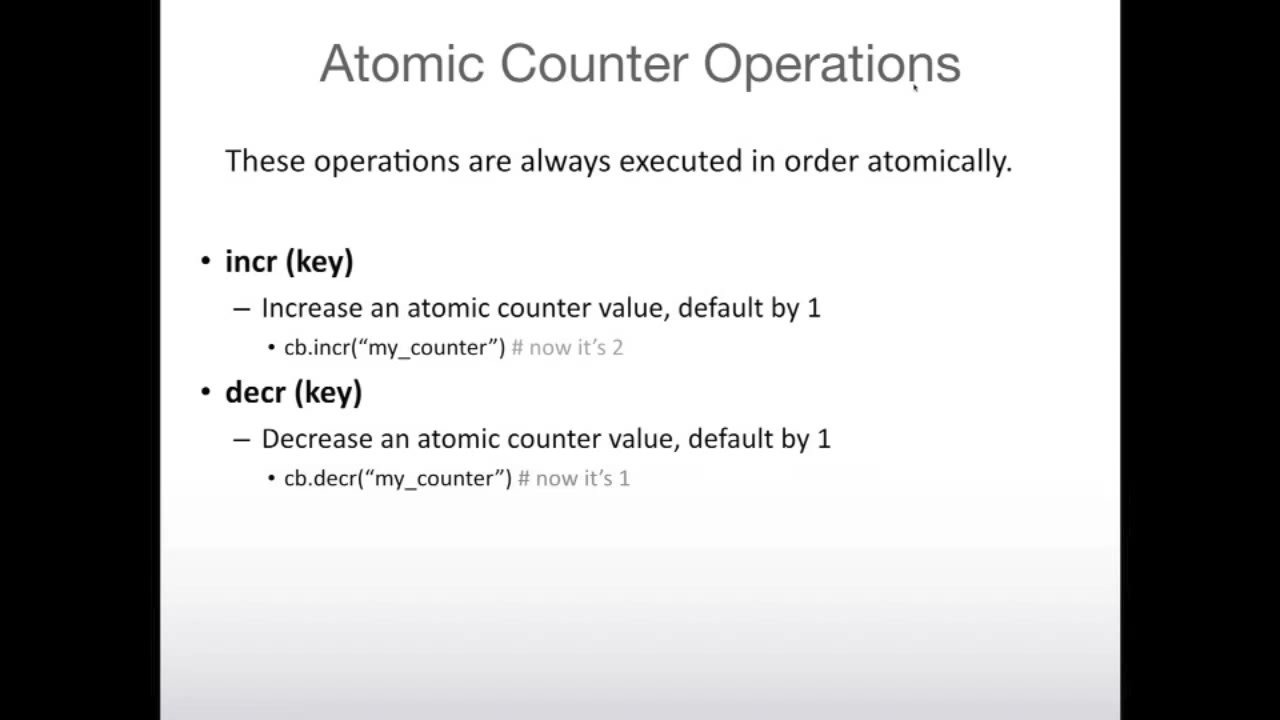 Atomic Counter Operations
These operations are always executed in order atomically.
• incr (key)
– Increase an atomic counter value, default by 1
• cb.incr(“my_counter”) # now it’s 2
• decr (key)
– Decrease an atomic counter value, default by 1
• cb.decr(“my_counter”) # now it’s 1